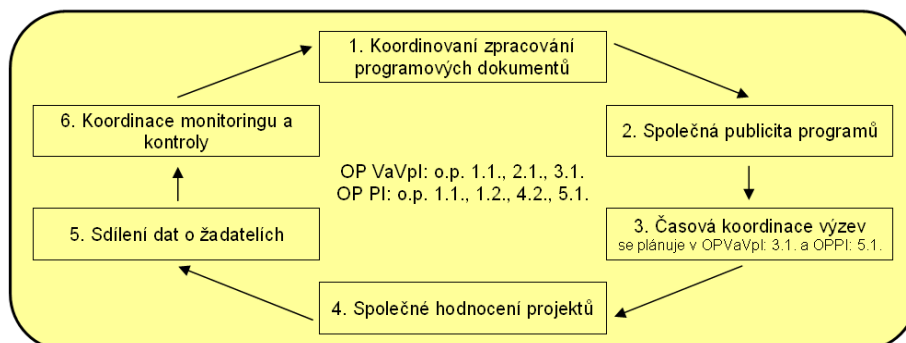 1. Koordinovaní zpracování
programových dokumentů
6. Koordinace monitoringu a
kontroly
2. Společná publicita programů
OP VaVpI: o.p. 1.1., 2.1., 3.1.
OP PI: o.p. 1.1., 1.2., 4.2., 5.1.
5. Sdílení dat o žadatelích
3. Časová koordinace výzev
se plánuje v OPVaVpI: 3.1. a OPPI: 5.1.
4. Společné hodnocení projektů